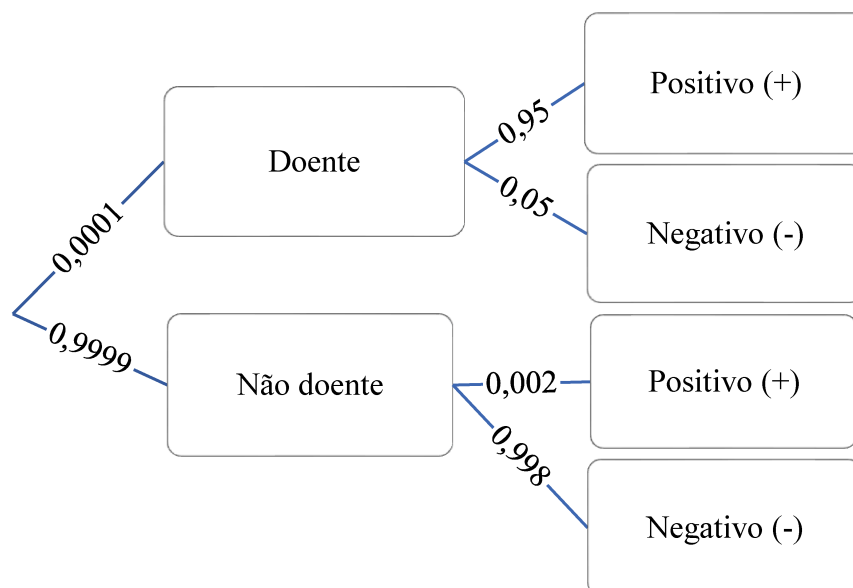 Positivo (+)
0,95
Doente
0,05
Negativo (-)
0,0001
0,9999
Não doente
0,002
Positivo (+)
0,998
Negativo (-)